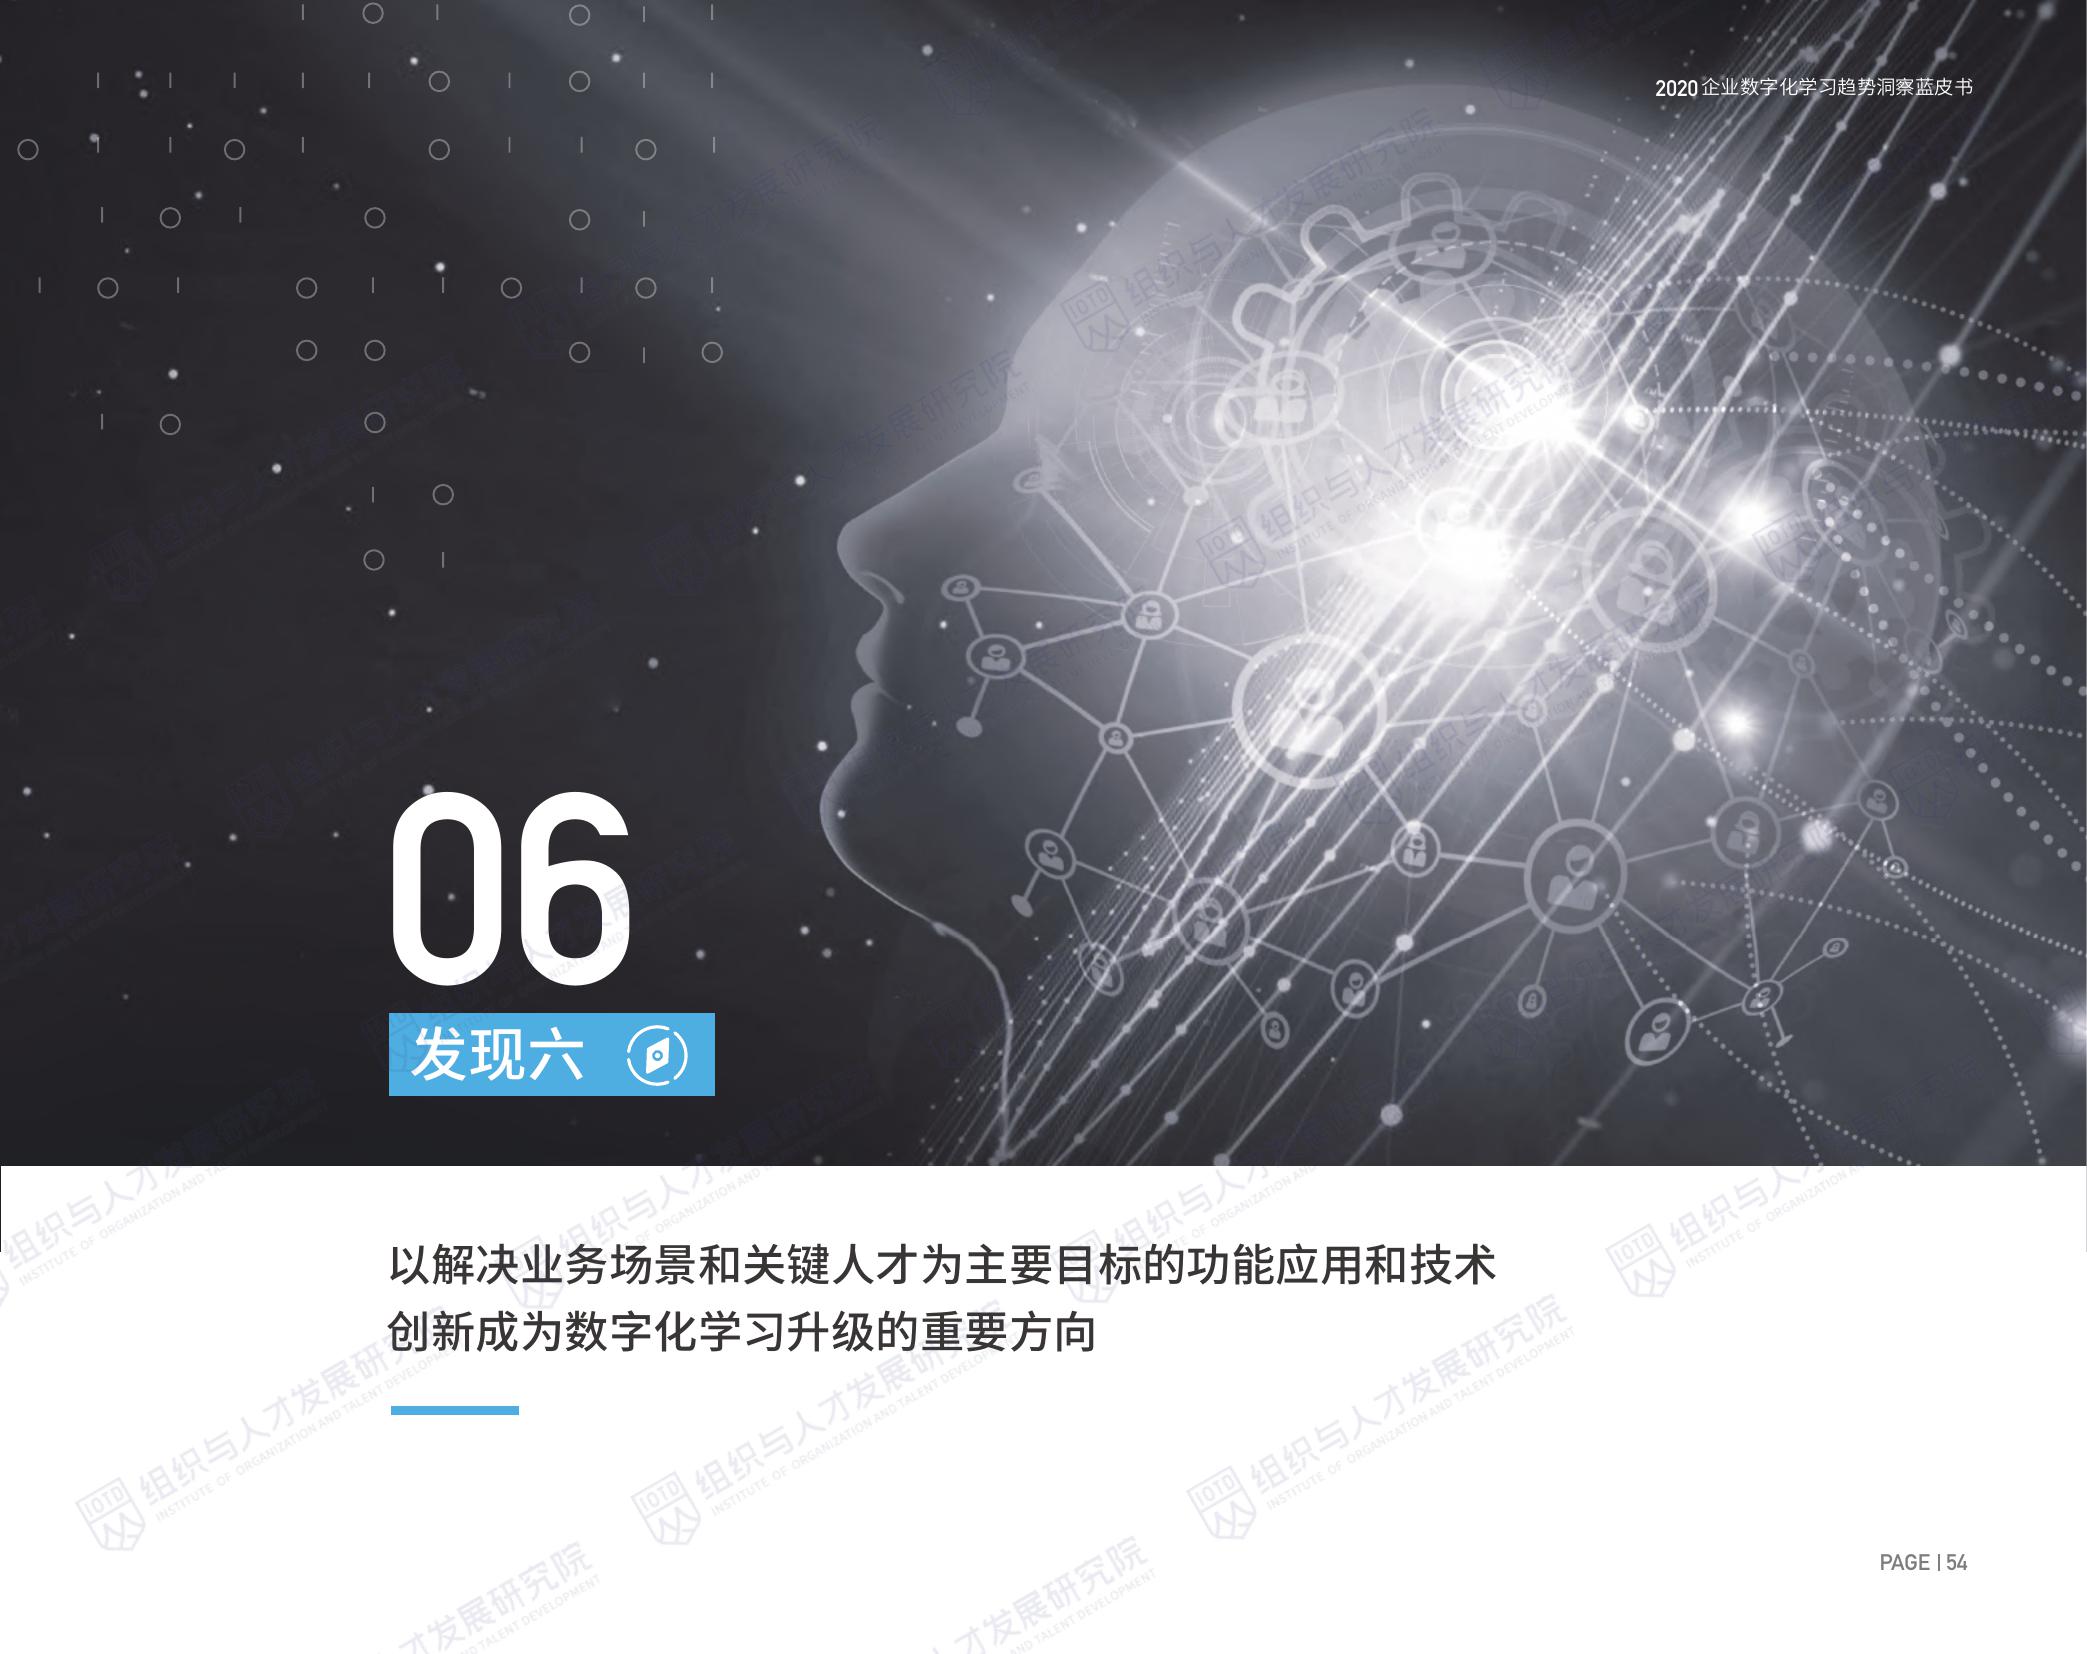 2020 企业数字化学习趋势洞察蓝皮书
06
发现六
以解决业务场景和关键人才为主要目标的功能应用和技术
创新成为数字化学习升级的重要方向
IOTD 组织与人才发展研究院
INSTITUTE OF ORGANIZATION AND TALENT DEVELOPMENT
PAGE | 54